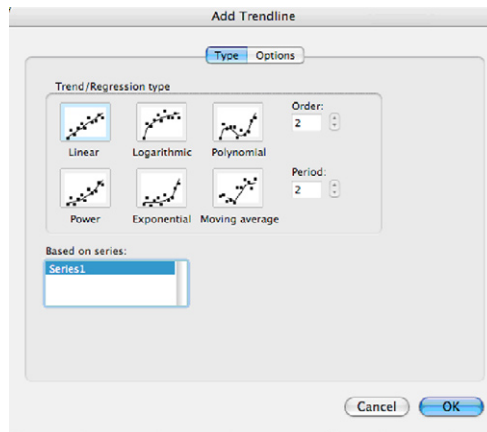 Add Trendline
Type Options
Trend/Regression type
Order:
2
Linear Logarithmic Polynomial
Period:
2
Power Exponential Moving average
Based on series:
Series1
Cancel OK